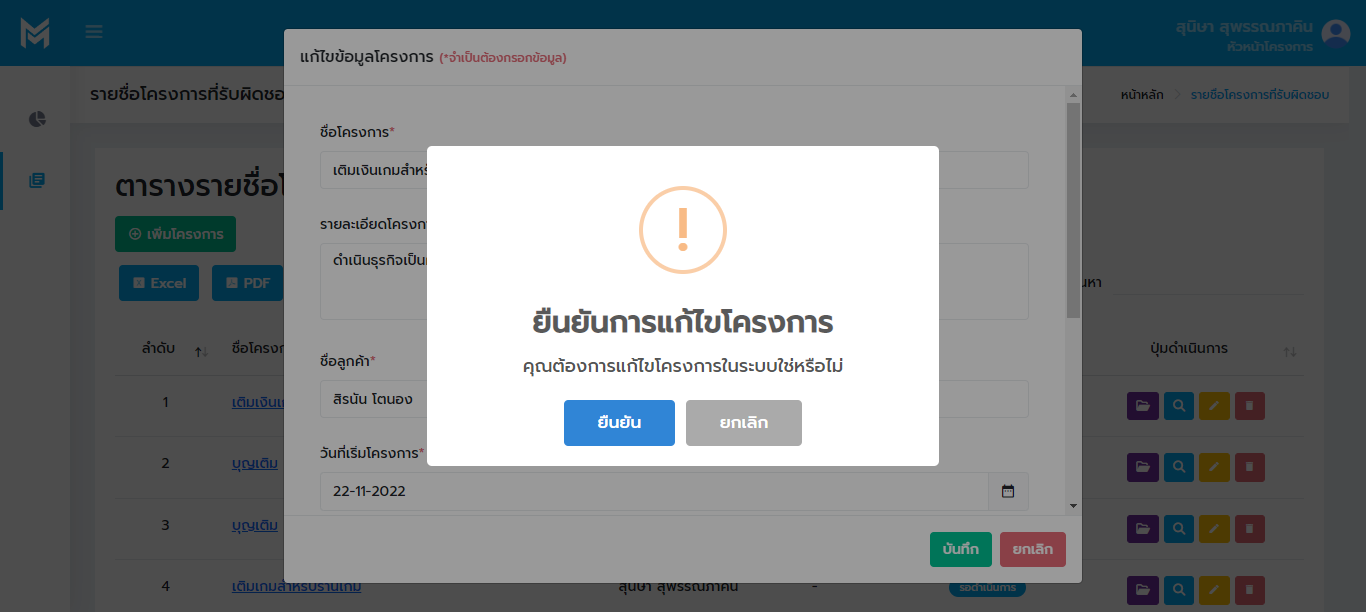 สุนิษา สุพรรณภาคิน
หัวหน้าโครงการ
แก้ไขข้อมูลโครงการ (*จำเป็นต้องกรอกข้อมูล)
รายชื่อโครงการที่รับผิดชอ
หน้าหลัก รายชื่อโครงการที่รับผิดชอบ
ชื่อโครงการ*
เติมเงินเกมสำหรั
ตารางรายชื่อโ
เพิ่มโครงการ
รายละเอียดโครงกา
ดำเนินธุรกิจเป็น
Excel PDF
นหา
ยืนยันการแก้ไขโครงการ
คุณต้องการแก้ไขโครงการในระบบใช่หรือไม่
ยืนยัน ยกเลิก
ลำดับ ชื่อโครงก
ปุ่มดำเนินการ
ชื่อลูกค้า*
สิรนัน โตนอง
1 เติมเงินเก
วันที่เริ่มโครงการ*
2 บุญเติม
22-11-2022
3 บุญเติม
บันทึก ยกเลิก
4 เติมเกมสำหรับร้านเกม สุนิษา สุพรรณภาคิน - รอดำเนินการ